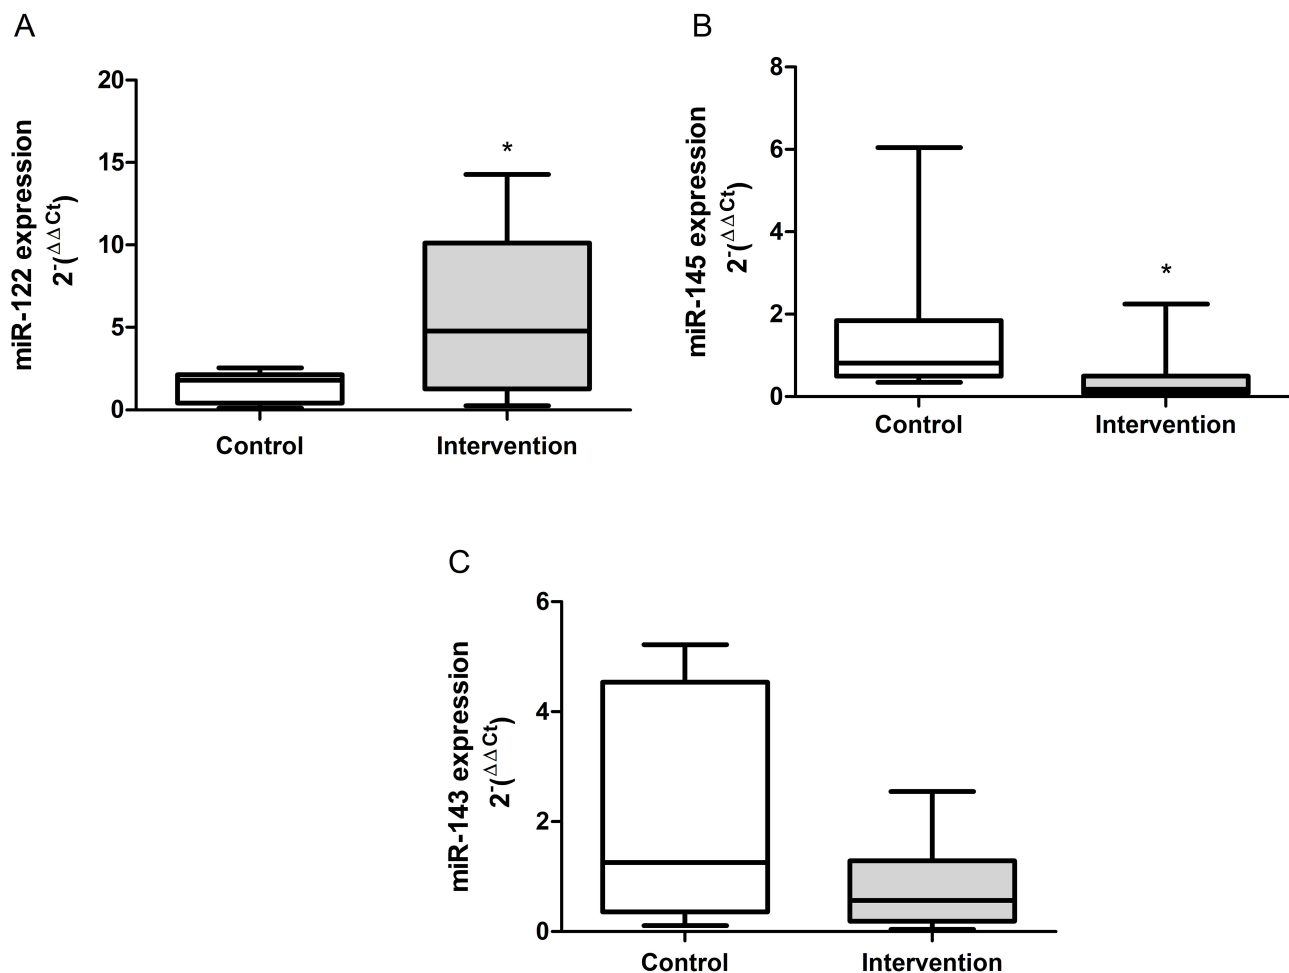 A
miR-122 expression
2-(ΔΔCt)
20
15
10
5
0
*
Control
Intervention
B
miR-145 expression
2-(ΔΔCt)
8
6
4
2
0
*
Control
Intervention
C
miR-143 expression
2-(ΔΔCt)
6
4
2
0
Control
Intervention